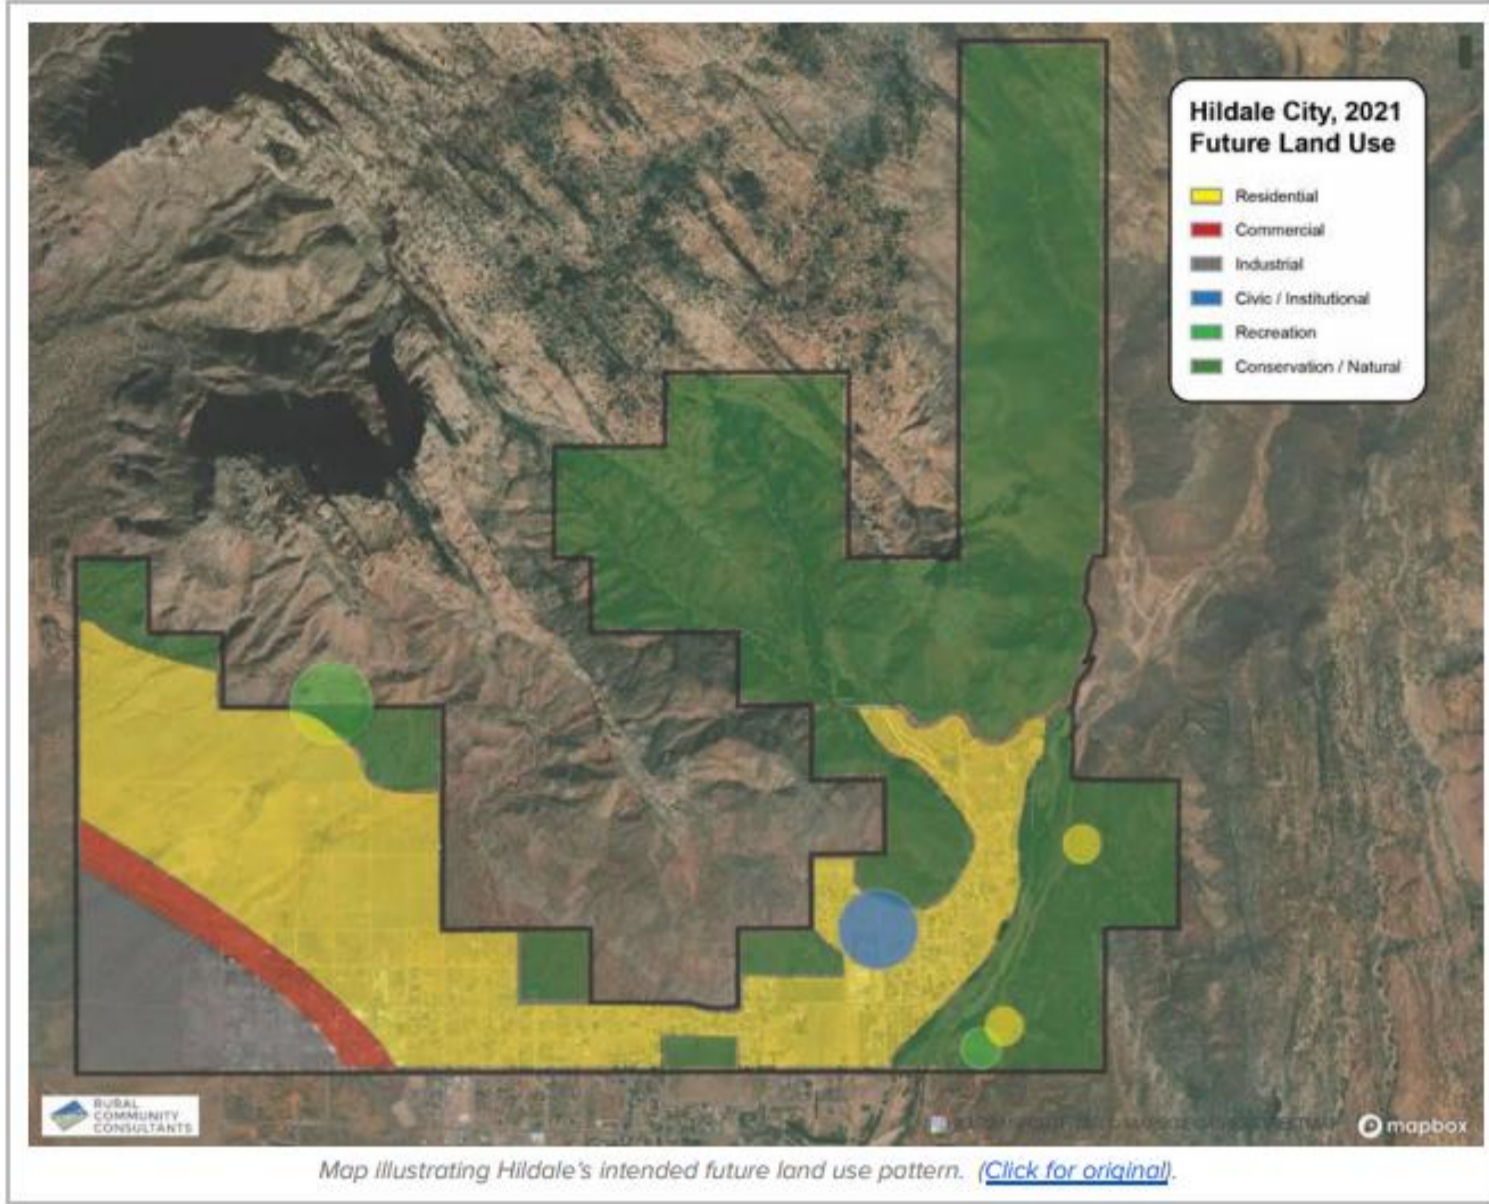 Hildale City, 2021
Future Land Use
Residential
Commercial
Industrial
Civic / Institutional
Recreation
Conservation / Natural
RURAL
COMMUNITY
CONSULTANTS
mapbox
Map illustrating Hildale's intended future land use pattern. (Click for original).